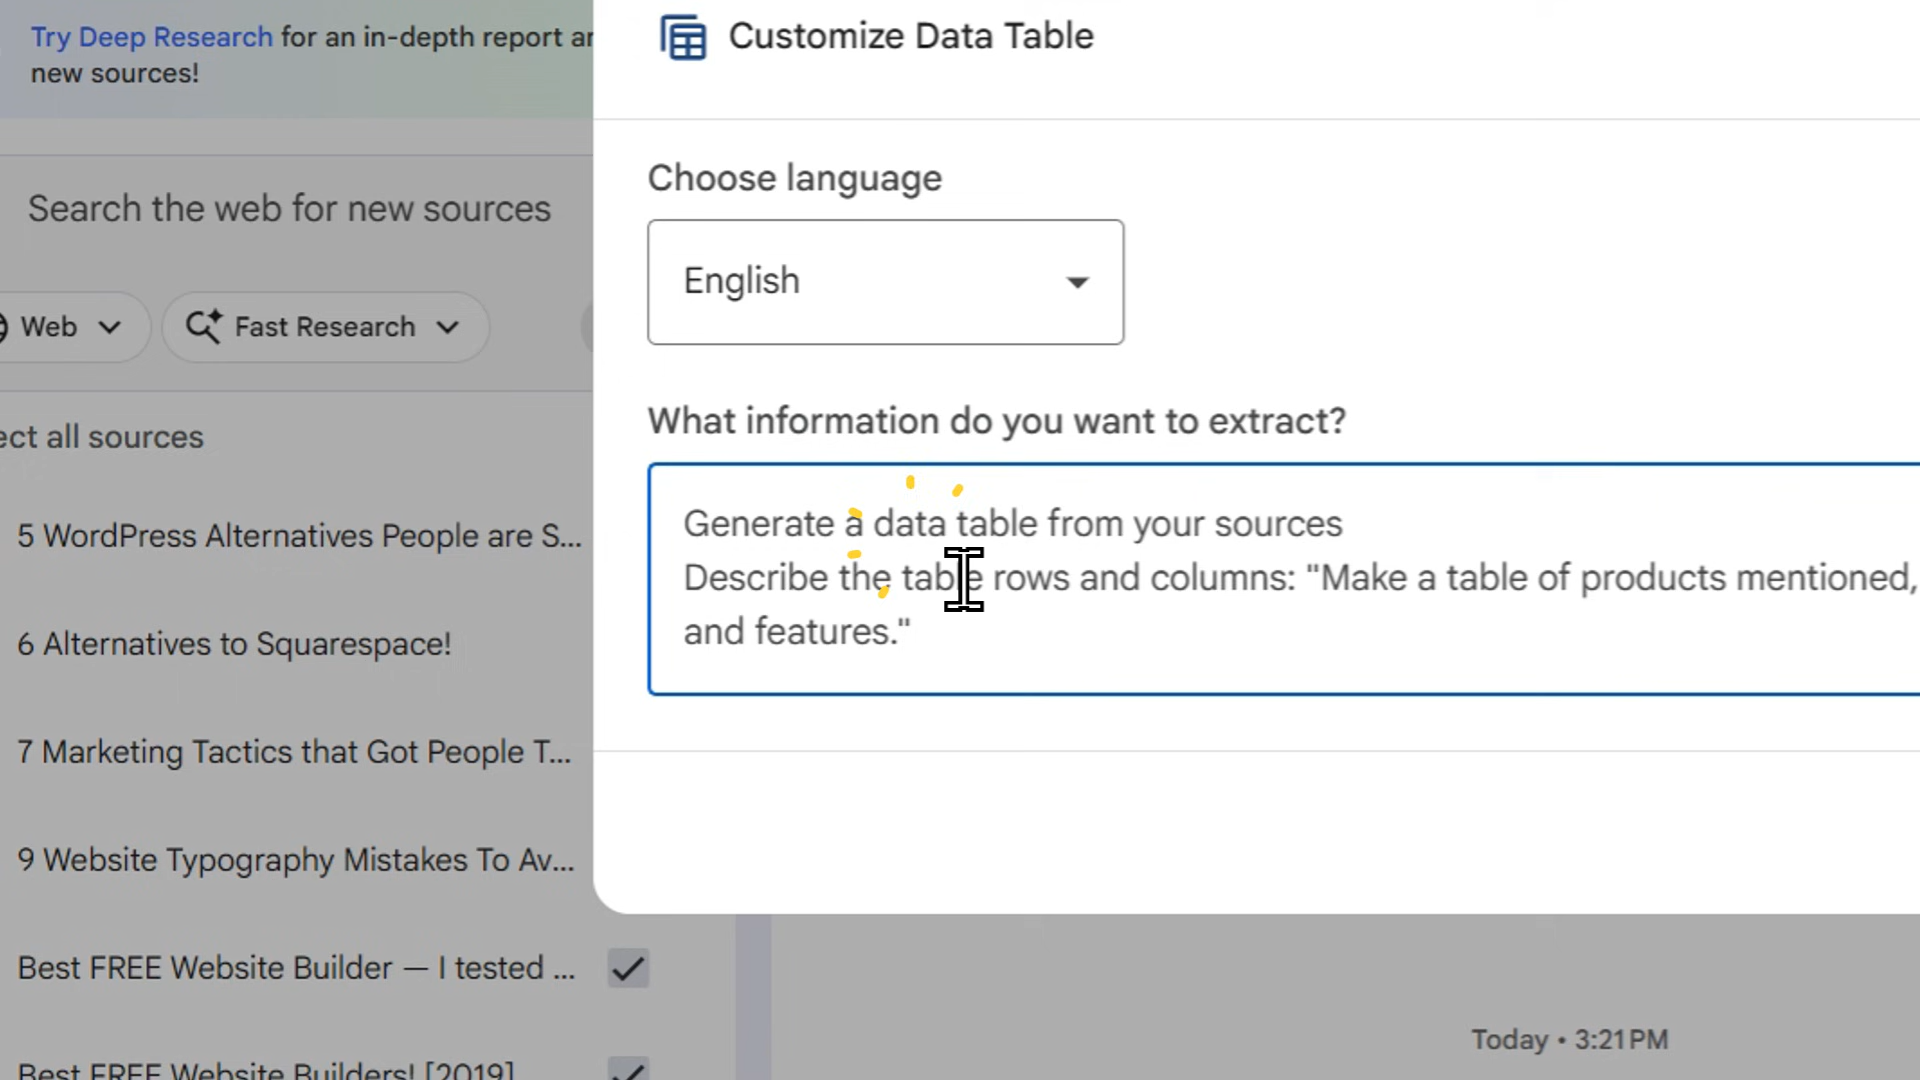 Try Deep Research for an in-depth report
new sources!
Search the web for new sources
Web
Fast Research
all sources
5 WordPress Alternatives People are S...
6 Alternatives to Squarespace!
7 Marketing Tactics that Got People T...
9 Website Typography Mistakes To Av...
Best FREE Website Builder — I tested ...
Best FREE Website Builders! [2019]
Customize Data Table
Choose language
English
What information do you want to extract?
Generate a data table from your sources
Describe the table rows and columns: "Make a table of products mentioned,
and features."
Today • 3:21 PM